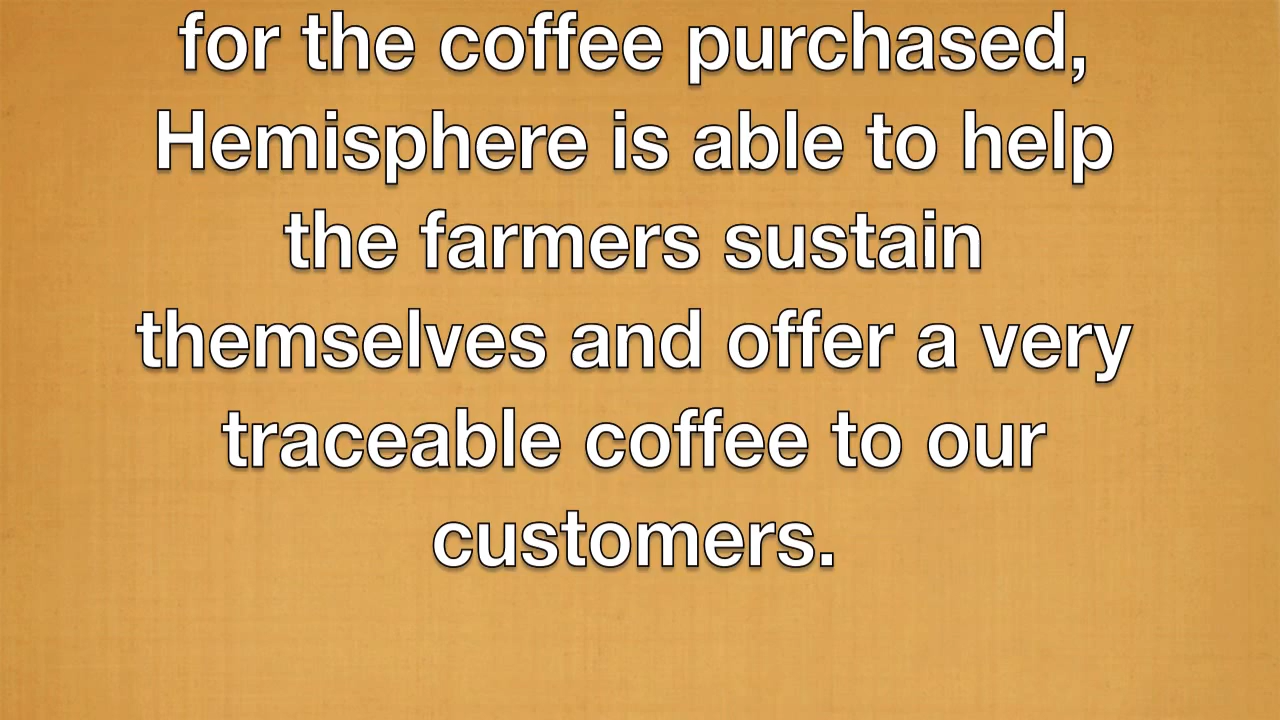 for the coffee purchased,
Hemisphere is able to help
the farmers sustain
themselves and offer a very
traceable coffee to our
customers.